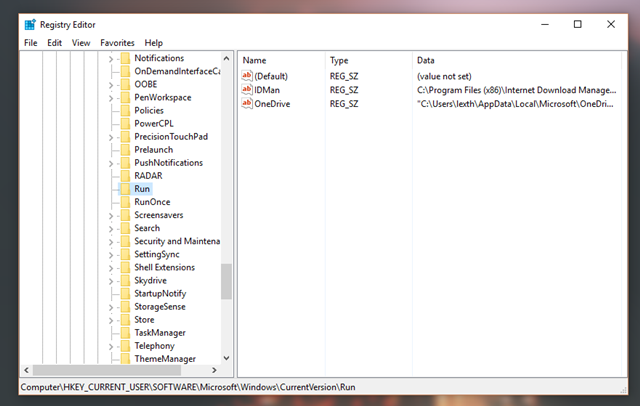 Registry Editor
File Edit View Favorites Help
Notifications
OnDemandInterfaceCa
OOBE
PenWorkspace
Policies
PowerCPL
PrecisionTouchPad
Prelaunch
PushNotifications
RADAR
Run
RunOnce
Screensavers
Search
Security and Maintena
SettingSync
Shell Extensions
Skydrive
StartupNotify
StorageSense
Store
TaskManager
Telephony
ThemeManager
Name Type Data
ab (Default) REG_SZ (value not set)
ab IDMan REG_SZ C:\Program Files (x86)\Internet Download Manage...
ab OneDrive REG_SZ "C:\Users\lexth\AppData\Local\Microsoft\OneDri...
Computer\HKEY_CURRENT_USER\SOFTWARE\Microsoft\Windows\CurrentVersion\Run